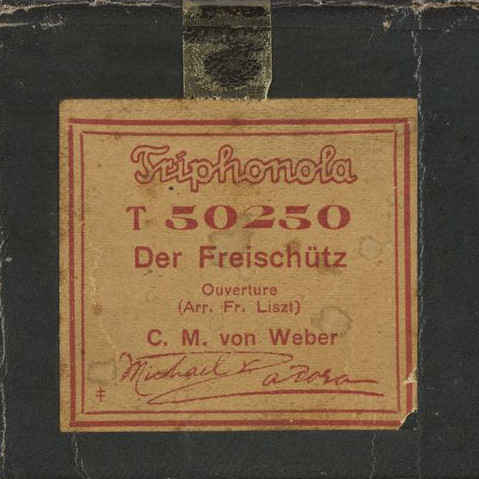 Triphonola
T 50250
Der Freischütz
Ouverture
(Arr. Fr. Liszt)
C. M. von Weber
Michael v Zadora